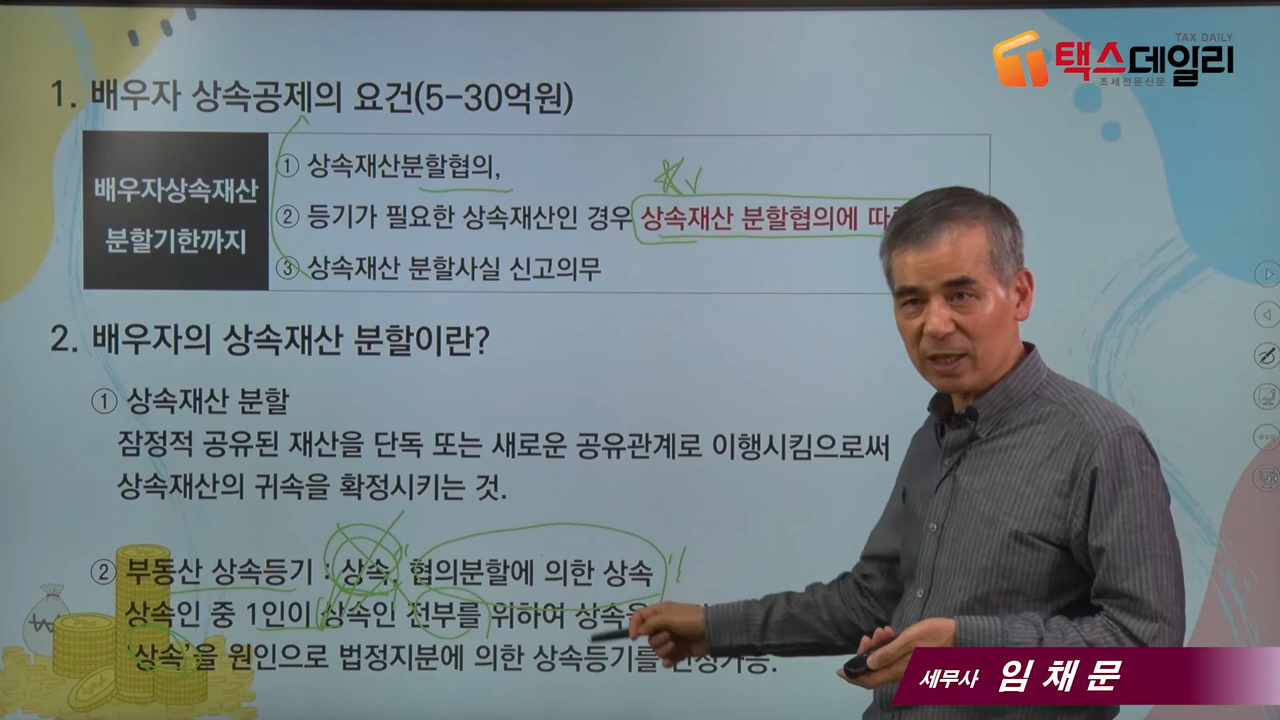 TAX DAILY
택스데일리
조세전문신문
1. 배우자 상속공제의 요건(5-30억원)
배우자상속재산
분할기한까지
① 상속재산분할협의,
② 등기가 필요한 상속재산인 경우 상속재산 분할협의에
③ 상속재산 분할사실 신고의무
2. 배우자의 상속재산 분할이란?
① 상속재산 분할
잠정적 공유된 재산을 단독 또는 새로운 공유관계로 이행시킴으로써
상속재산의 귀속을 확정시키는 것.
② 부동산 상속등기 : 상속, 협의분할에 의한 상속
상속인 중 1인이 상속인 전부를 위하여
'상속'을 원인으로 법정지분에 의한 상속등기를
세무사 임채문